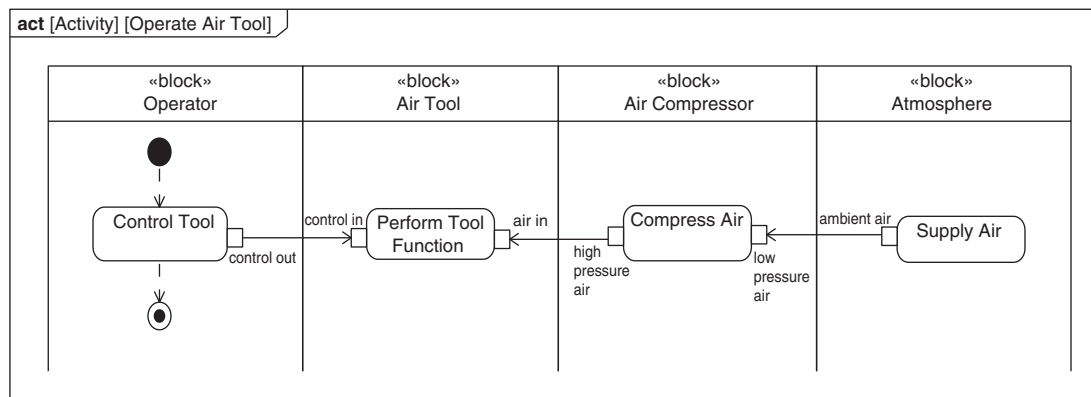 act [Activity] [Operate Air Tool]
«block»
Operator
«block»
Air Tool
«block»
Air Compressor
«block»
Atmosphere
Control Tool
control out
control in
Perform Tool
Function
air in
high
pressure
air
Compress Air
low
pressure
air
ambient air
Supply Air